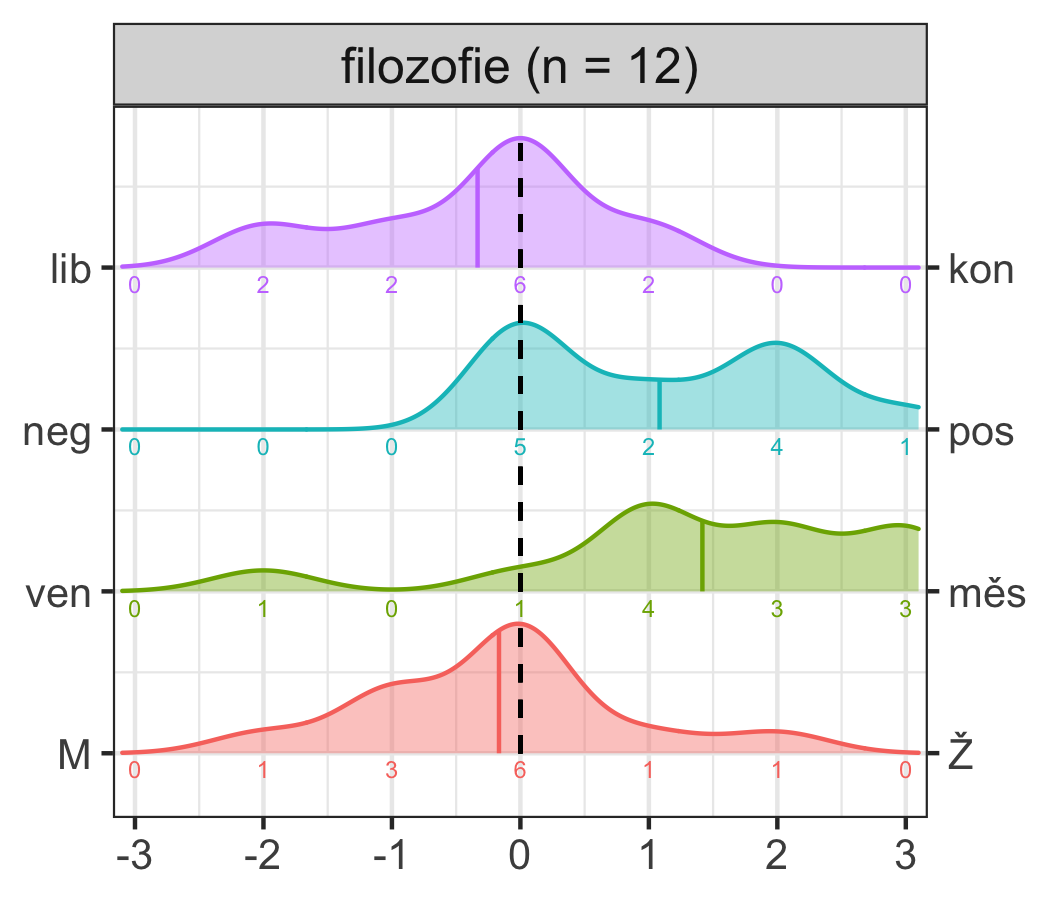 filozofie (n = 12)
lib kon
0 2 2 6 2 0 0
neg pos
0 0 0 5 2 4 1
ven měs
0 1 0 1 4 3 3
M Ž
0 1 3 6 1 1 0
-3 -2 -1 0 1 2 3